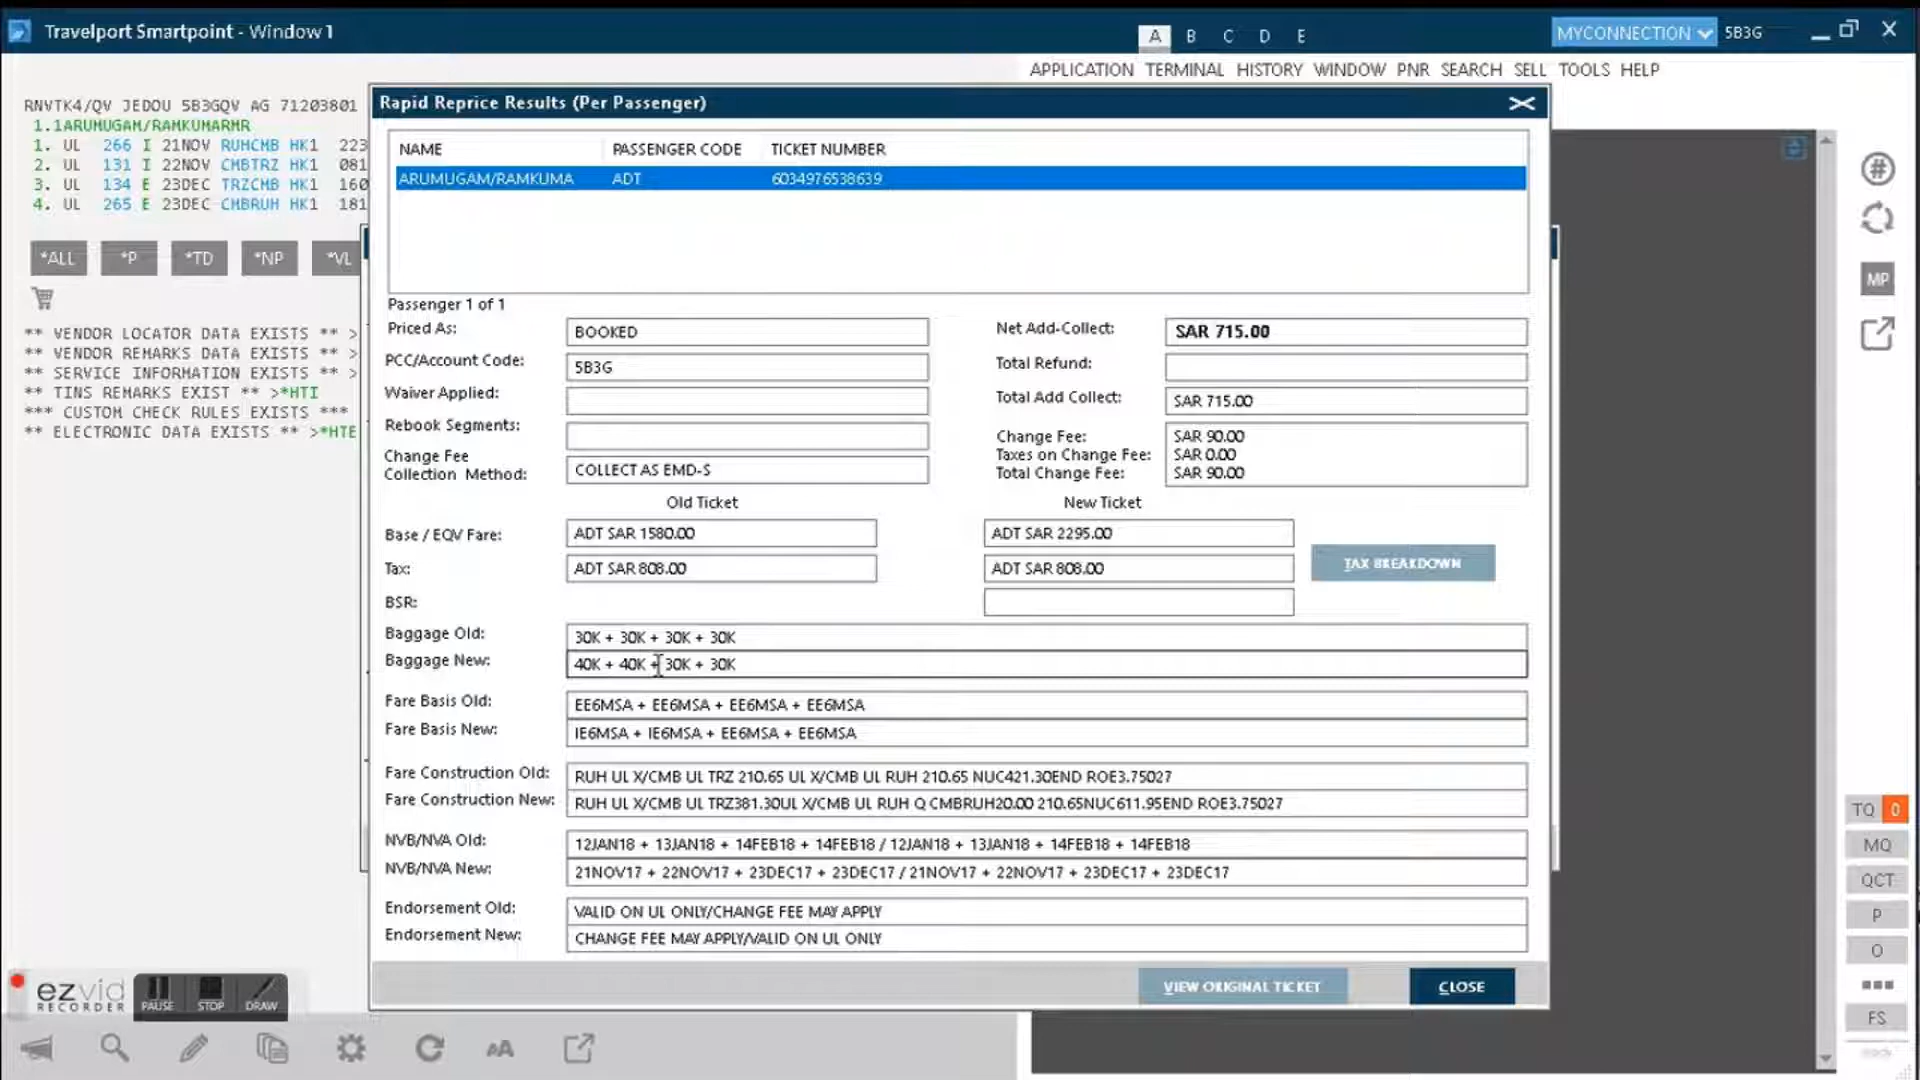 Travelport Smartpoint - Window 1
A B C D E
MYCONNECTION 5B3G
APPLICATION TERMINAL HISTORY WINDOW PNR SEARCH SELL TOOLS HELP
RNVTK4/QV JEDOU 5B3GQV AG 71203801
1.1ARUMUGAM/RAMKUMARMR
1. UL 266 I 21NOV RUHCMB HK1 223
2. UL 131 I 22NOV CMBTRZ HK1 081
3. UL 134 E 23DEC TRZCMB HK1 160
4. UL 265 E 23DEC CMBRUH HK1 181
*ALL *P *TD *NP *VL
** VENDOR LOCATOR DATA EXISTS ** >
** VENDOR REMARKS DATA EXISTS ** >
** SERVICE INFORMATION EXISTS ** >
** TINS REMARKS EXIST ** >*HTI
*** CUSTOM CHECK RULES EXISTS ***
** ELECTRONIC DATA EXISTS ** >*HTE
Rapid Reprice Results (Per Passenger)
NAME PASSENGER CODE TICKET NUMBER
ARUMUGAM/RAMKUMA ADT 6034976538639
Passenger 1 of 1
Priced As: BOOKED Net Add-Collect: SAR 715.00
PCC/Account Code: 5B3G Total Refund:
Waiver Applied: Total Add Collect: SAR 715.00
Rebook Segments: Change Fee: SAR 90.00
Taxes on Change Fee: SAR 0.00
Change Fee Collection Method: COLLECT AS EMD-S Total Change Fee: SAR 90.00
Old Ticket New Ticket
Base / EQV Fare: ADT SAR 1580.00 ADT SAR 2295.00
Tax: ADT SAR 808.00 ADT SAR 808.00 TAX BREAKDOWN
BSR:
Baggage Old: 30K + 30K + 30K + 30K
Baggage New: 40K + 40K + 30K + 30K
Fare Basis Old: EE6MSA + EE6MSA + EE6MSA + EE6MSA
Fare Basis New: IE6MSA + IE6MSA + EE6MSA + EE6MSA
Fare Construction Old: RUH UL X/CMB UL TRZ 210.65 UL X/CMB UL RUH 210.65 NUC421.30END ROE3.75027
Fare Construction New: RUH UL X/CMB UL TRZ381.30UL X/CMB UL RUH Q CMBRUH20.00 210.65NUC611.95END ROE3.75027
NVB/NVA Old: 12JAN18 + 13JAN18 + 14FEB18 + 14FEB18 / 12JAN18 + 13JAN18 + 14FEB18 + 14FEB18
NVB/NVA New: 21NOV17 + 22NOV17 + 23DEC17 + 23DEC17 / 21NOV17 + 22NOV17 + 23DEC17 + 23DEC17
Endorsement Old: VALID ON UL ONLY/CHANGE FEE MAY APPLY
Endorsement New: CHANGE FEE MAY APPLY/VALID ON UL ONLY
VIEW ORIGINAL TICKET CLOSE
#
MP
TQ 0
MQ
QCT
P
O
FS
ezvid
RECORDER
PAUSE STOP DRAW
AA